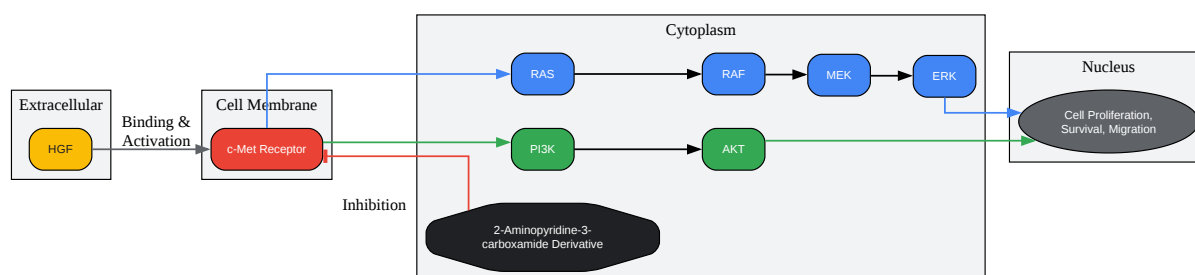 Cytoplasm
RAS
RAF
MEK
ERK
Nucleus
Cell Proliferation,
Survival, Migration
Extracellular
HGF
Binding &
Activation
Cell Membrane
c-Met Receptor
PI3K
AKT
Inhibition
2-Aminopyridine-3-
carboxamide Derivative